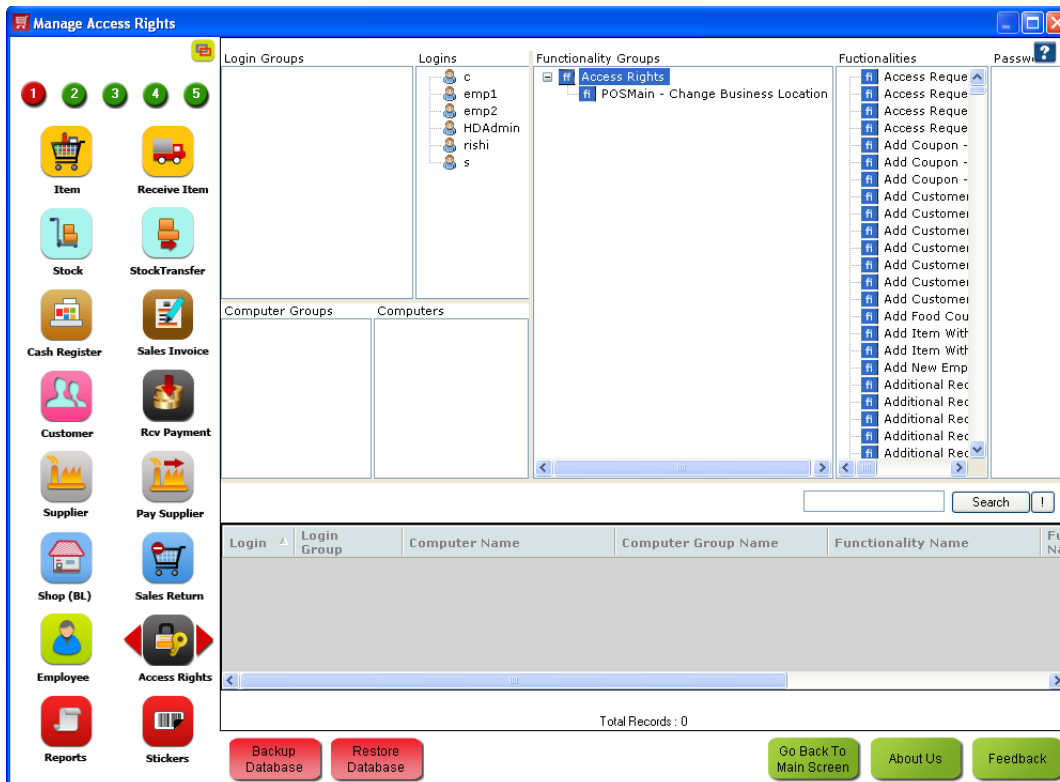 Manage Access Rights
1 2 3 4 5
Item
Receive Item
Stock
StockTransfer
Cash Register
Sales Invoice
Customer
Rcv Payment
Supplier
Pay Supplier
Shop (BL)
Sales Return
Employee
Access Rights
Reports
Stickers
Login Groups
Logins
c
emp1
emp2
HDAdmin
rishi
s
Functionality Groups
Access Rights
POSMain - Change Business Location
Fuctionalities
Access Reque
Access Reque
Access Reque
Access Reque
Add Coupon -
Add Coupon -
Add Coupon -
Add Customer
Add Customer
Add Customer
Add Customer
Add Customer
Add Customer
Add Customer
Add Food Cou
Add Item With
Add Item With
Add New Emp
Additional Rec
Additional Rec
Additional Rec
Additional Rec
Additional Rec
Passw
?
Computer Groups
Computers
Search
!
Login
Login Group
Computer Name
Computer Group Name
Functionality Name
Total Records : 0
Backup
Database
Restore
Database
Go Back To
Main Screen
About Us
Feedback